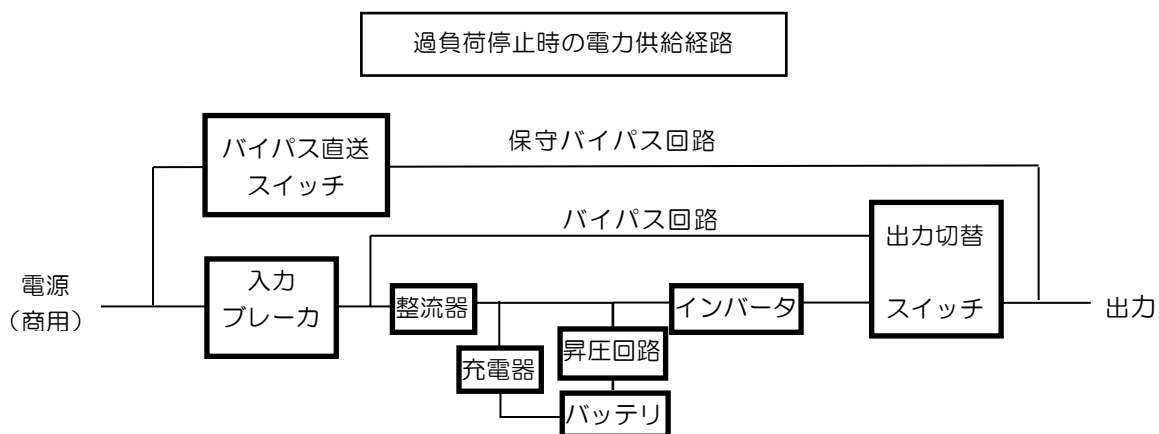 過負荷停止時の電力供給経路
バイパス直送
スイッチ
保守バイパス回路
バイパス回路
出力切替
スイッチ
電源
（商用）
入力
ブレーカ
整流器
インバータ
出力
昇圧回路
充電器
バッテリ